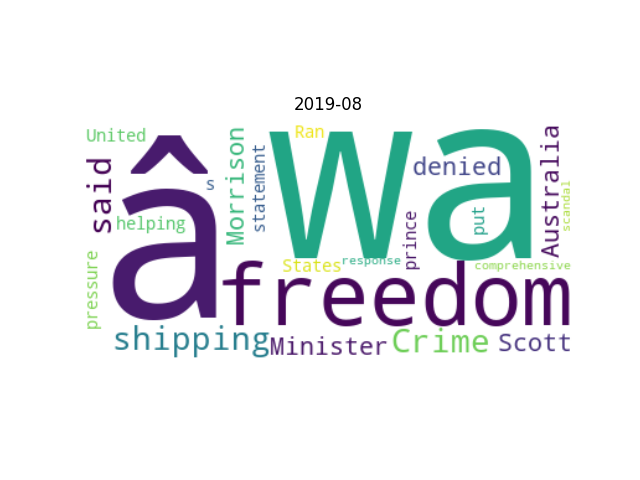 2019-08
United
Ran
â
wa
said
s
Morrison
statement
denied
Australia
scandal
helping
prince
put
pressure
States
response
comprehensive
freedom
shipping
Minister
Crime
Scott